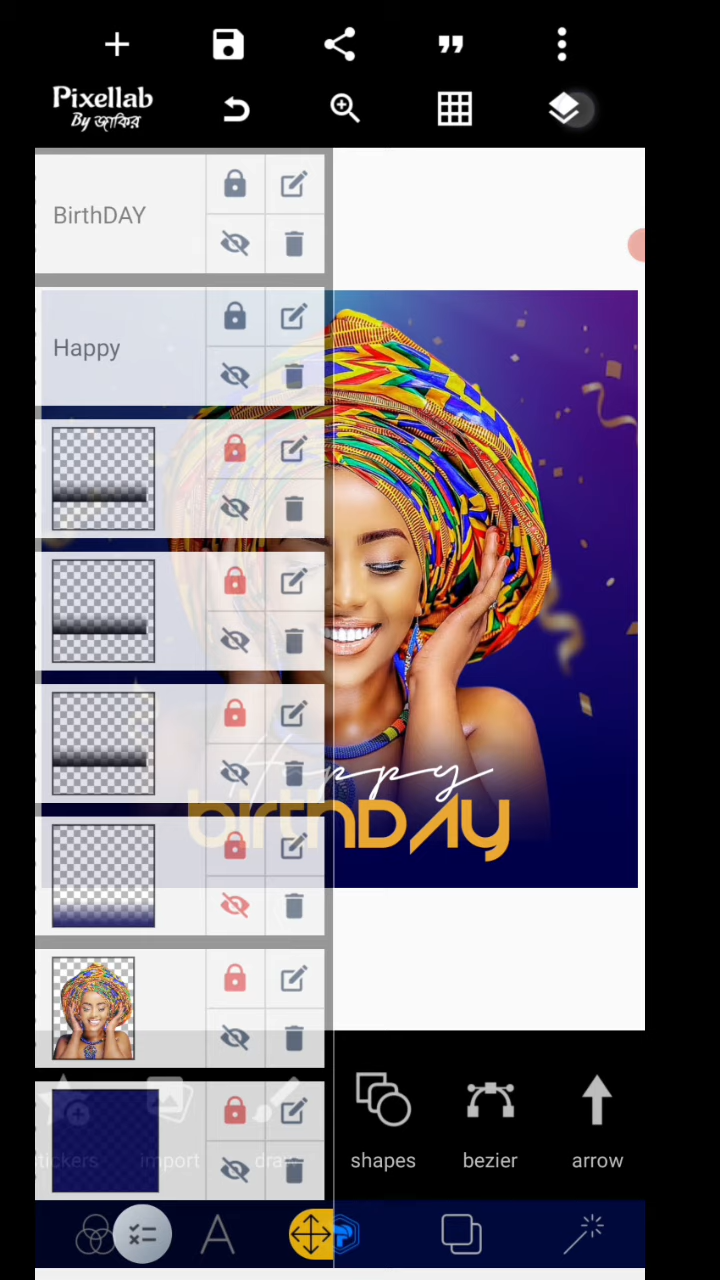 Pixellab
By জাকির
BirthDAY
Happy
Happy
birthDAY
stickers
import
draw
shapes
bezier
arrow